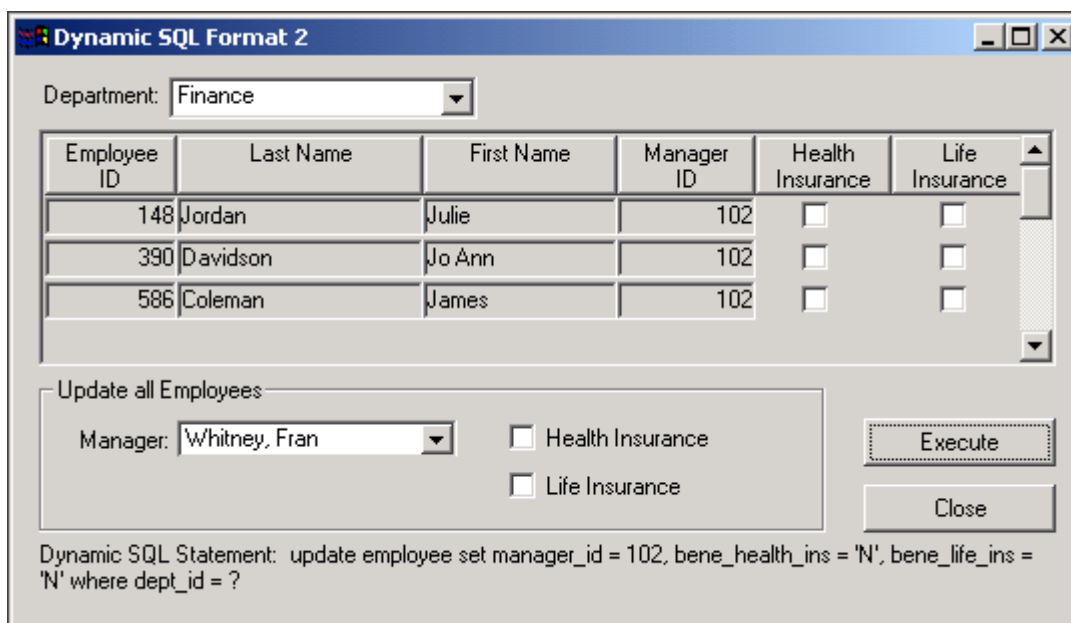 Dynamic SQL Format 2
Department: Finance
Employee ID Last Name First Name Manager ID Health Insurance Life Insurance
148 Jordan Julie 102
390 Davidson Jo Ann 102
586 Coleman James 102
Update all Employees
Manager: Whitney, Fran Health Insurance Execute
Life Insurance
Close
Dynamic SQL Statement: update employee set manager_id = 102, bene_health_ins = 'N', bene_life_ins =
'N' where dept_id = ?